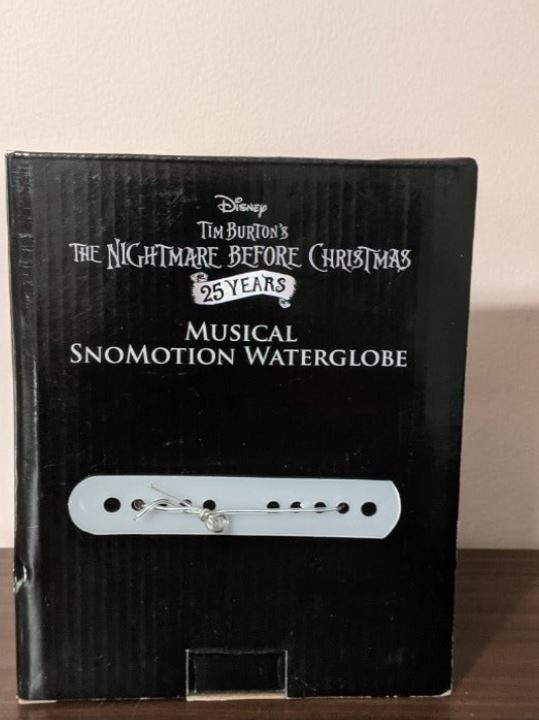 Disney
Tim Burton's
The Nightmare Before Christmas
25 Years
Musical
SnoMotion Waterglobe